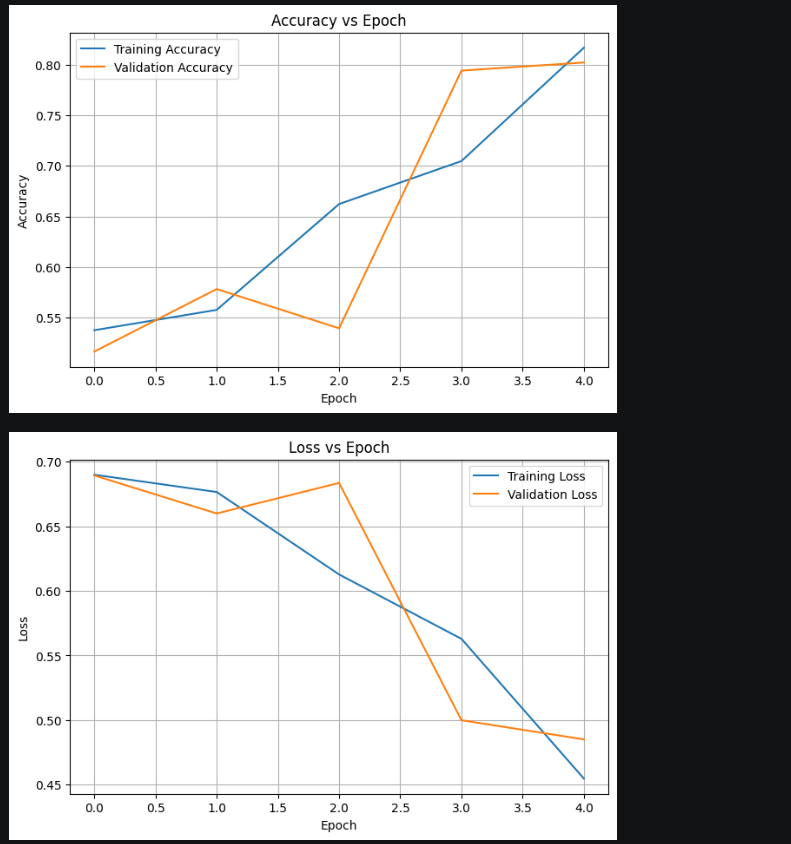 Accuracy vs Epoch
Training Accuracy
Validation Accuracy
0.80
0.75
0.70
0.65
0.60
0.55
Accuracy
0.0 0.5 1.0 1.5 2.0 2.5 3.0 3.5 4.0
Epoch
Loss vs Epoch
Training Loss
Validation Loss
0.70
0.65
0.60
0.55
0.50
0.45
Loss
0.0 0.5 1.0 1.5 2.0 2.5 3.0 3.5 4.0
Epoch